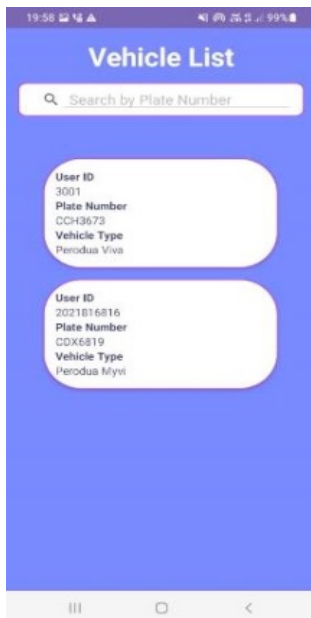 19:58
99%
Vehicle List
Search by Plate Number
User ID
3001
Plate Number
CCH3673
Vehicle Type
Perodua Viva
User ID
2021816816
Plate Number
CDX6819
Vehicle Type
Perodua Myvi